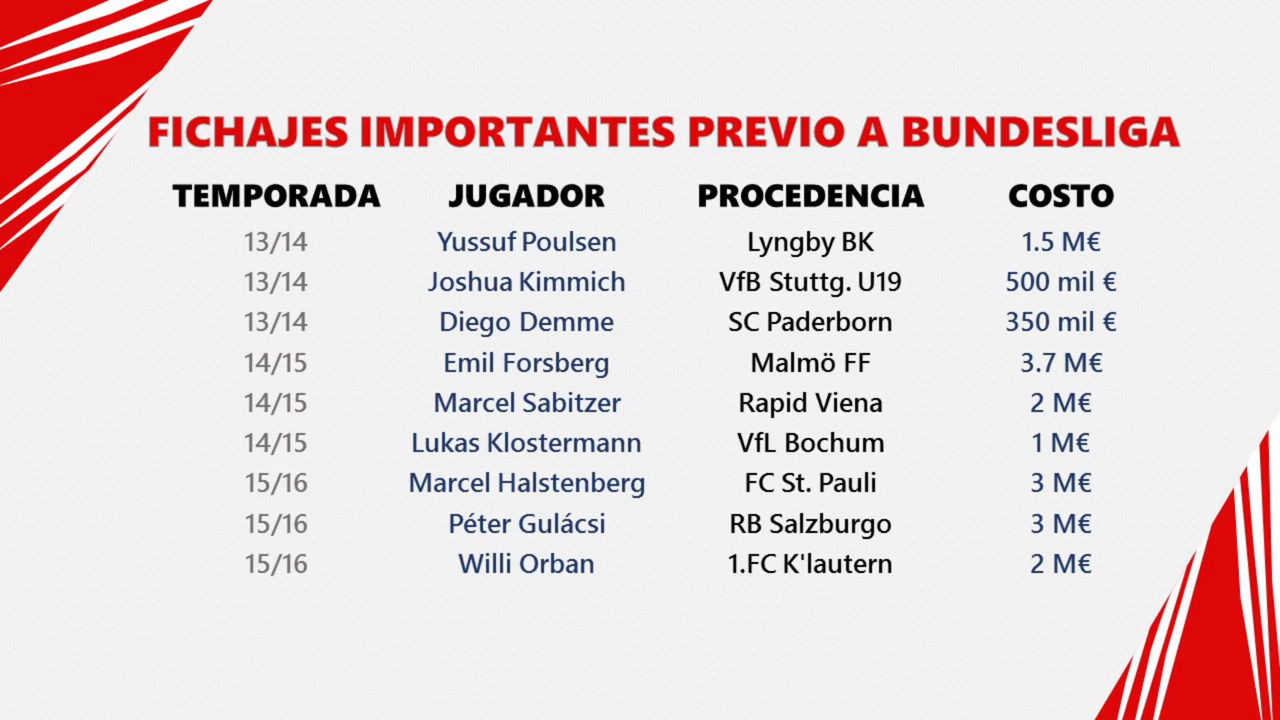 FICHAJES IMPORTANTES PREVIO A BUNDESLIGA
TEMPORADA JUGADOR PROCEDENCIA COSTO
13/14 Yussuf Poulsen Lyngby BK 1.5 M€
13/14 Joshua Kimmich VfB Stuttg. U19 500 mil €
13/14 Diego Demme SC Paderborn 350 mil €
14/15 Emil Forsberg Malmö FF 3.7 M€
14/15 Marcel Sabitzer Rapid Viena 2 M€
14/15 Lukas Klostermann VfL Bochum 1 M€
15/16 Marcel Halstenberg FC St. Pauli 3 M€
15/16 Péter Gulácsi RB Salzburgo 3 M€
15/16 Willi Orban 1.FC K'lautern 2 M€